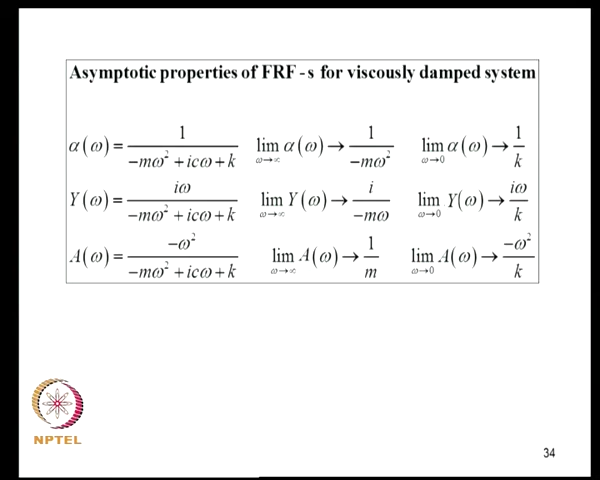 Asymptotic properties of FRF-s for viscously damped system
α(ω) = 1 / (−mω² + icω + k)   lim_{ω→∞} α(ω) → 1 / (−mω²)   lim_{ω→0} α(ω) → 1 / k
Y(ω) = iω / (−mω² + icω + k)   lim_{ω→∞} Y(ω) → i / (−mω)   lim_{ω→0} Y(ω) → iω / k
A(ω) = −ω² / (−mω² + icω + k)   lim_{ω→∞} A(ω) → 1 / m   lim_{ω→0} A(ω) → −ω² / k
NPTEL
34